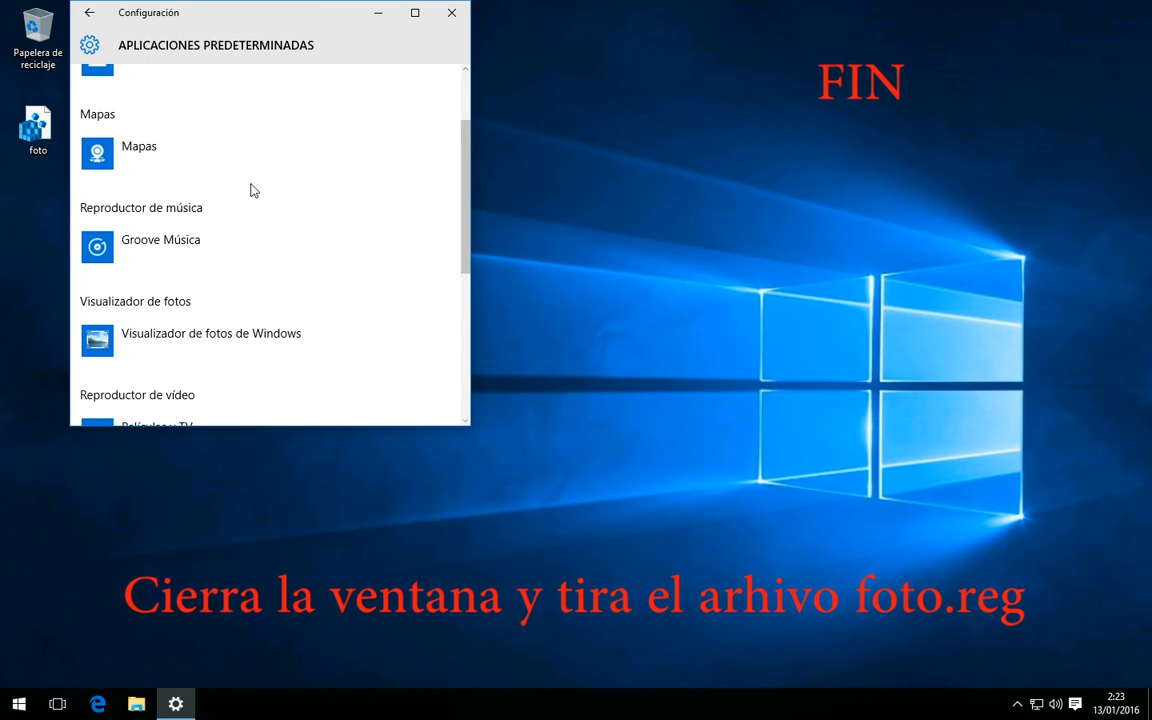 Papelera de
reciclaje
foto
Configuración
APLICACIONES PREDETERMINADAS
Mapas
Mapas
Reproductor de música
Groove Música
Visualizador de fotos
Visualizador de fotos de Windows
Reproductor de vídeo
Películas y TV
FIN
Cierra la ventana y tira el arhivo foto.reg
2:23
13/01/2016